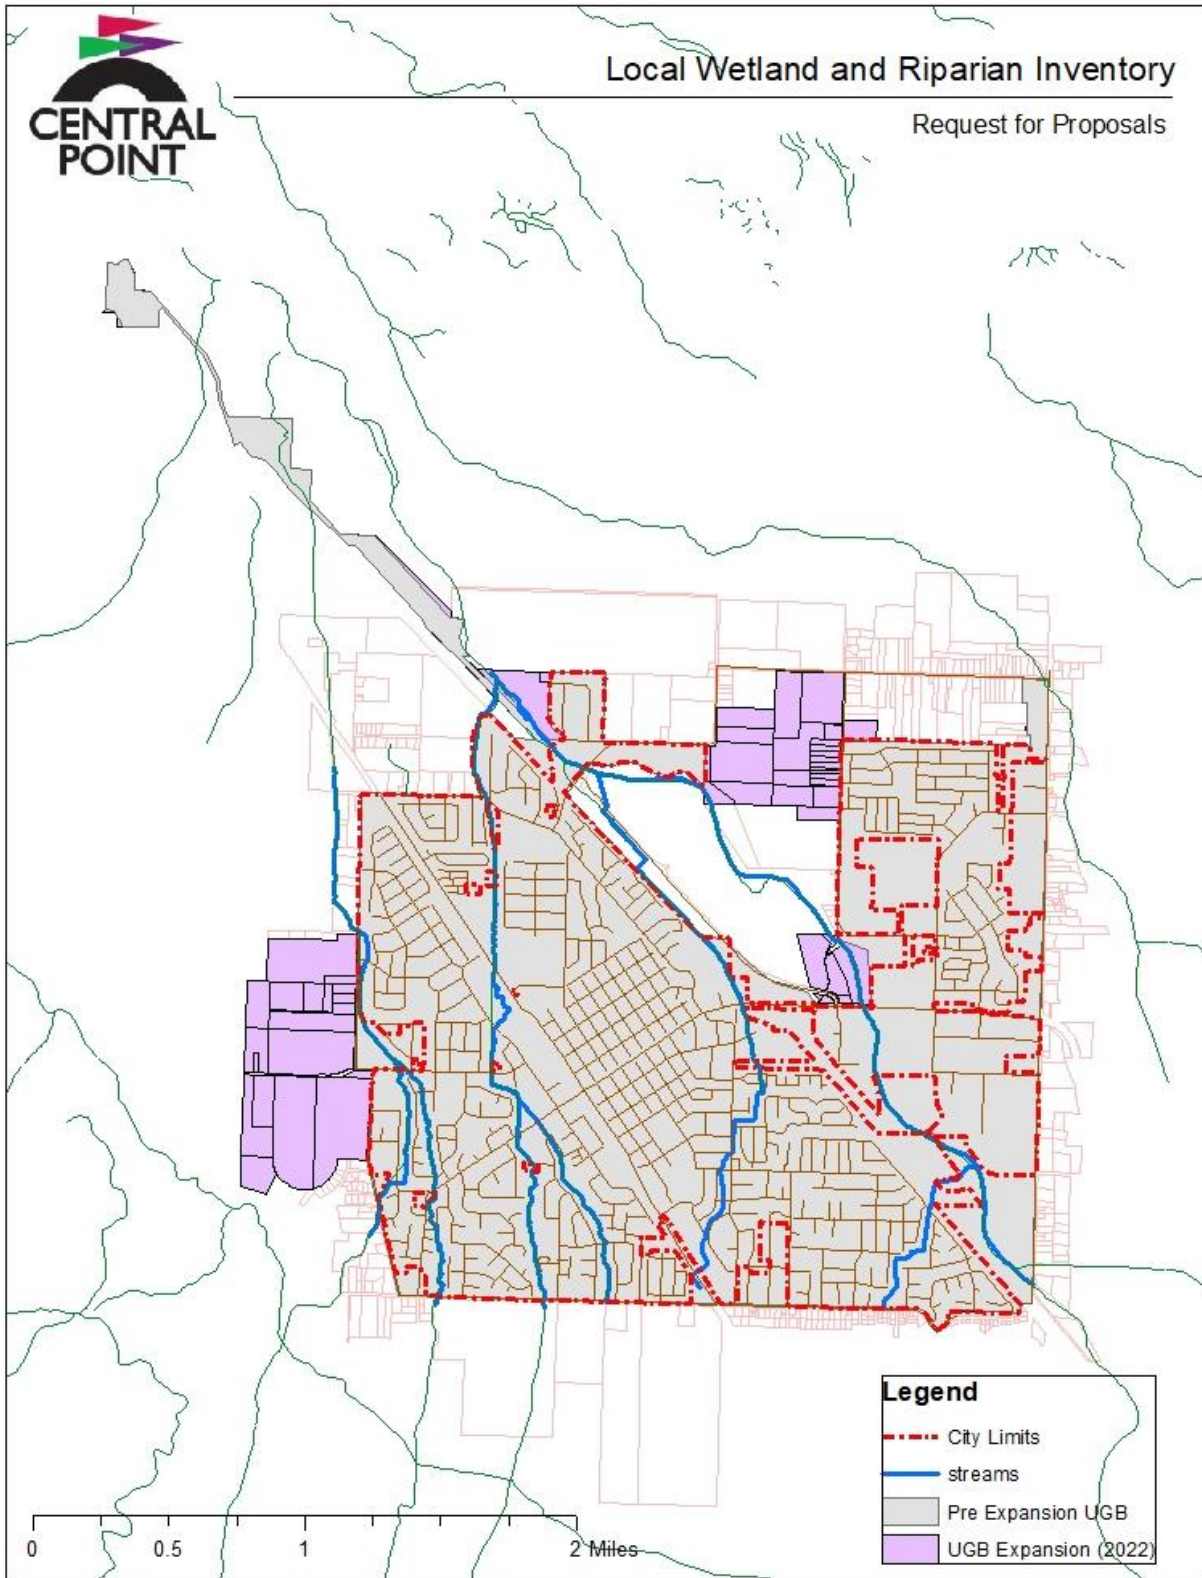 CENTRAL
POINT
Local Wetland and Riparian Inventory
Request for Proposals
Legend
City Limits
streams
Pre Expansion UGB
UGB Expansion (2022)
0 0.5 1 2 Miles